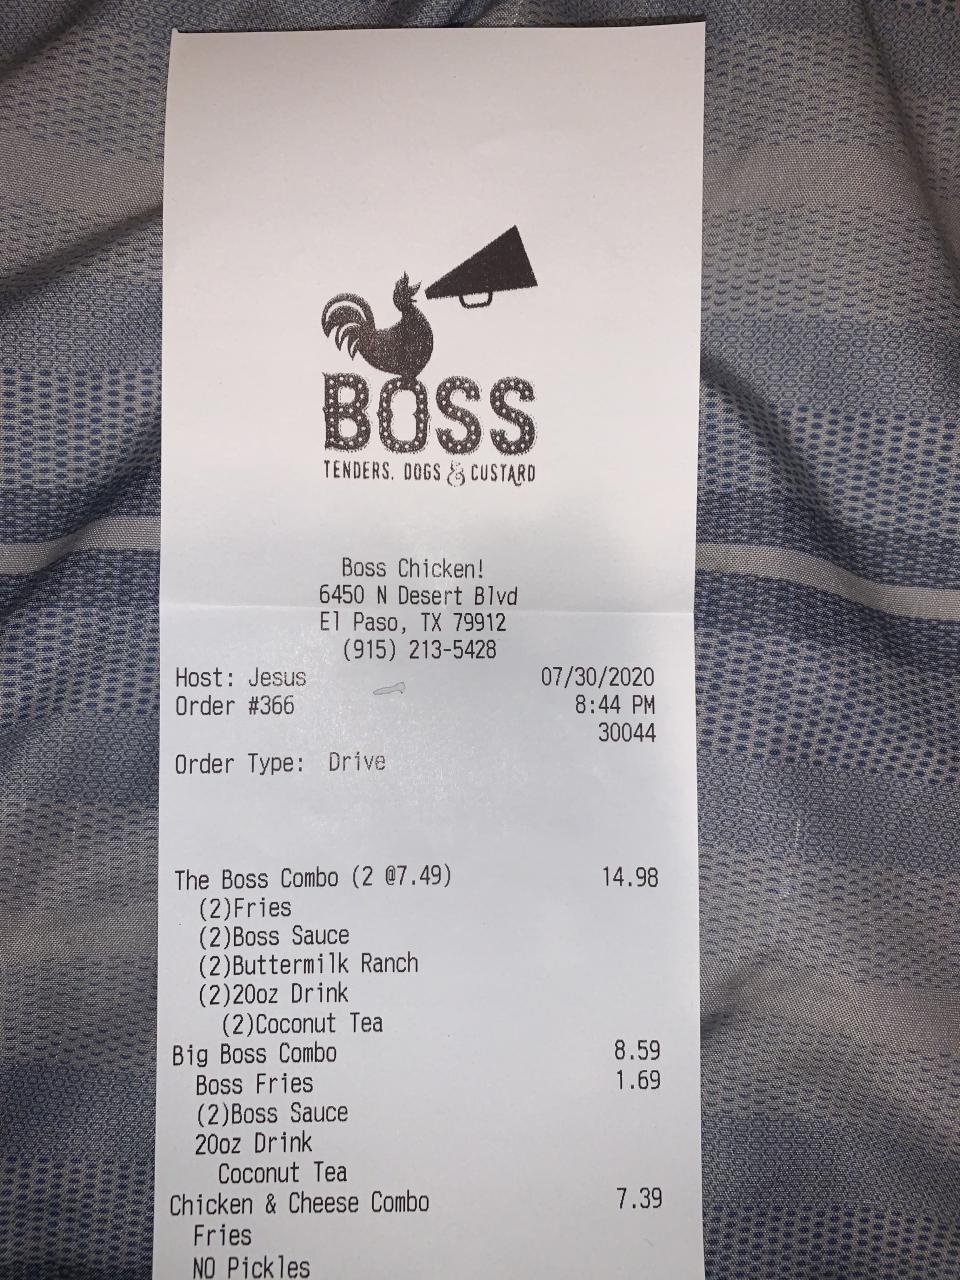 BOSS
TENDERS, DOGS & CUSTARD
Boss Chicken!
6450 N Desert Blvd
El Paso, TX 79912
(915) 213-5428
Host: Jesus 07/30/2020
Order #366 8:44 PM
30044
Order Type: Drive
The Boss Combo (2 @7.49) 14.98
(2)Fries
(2)Boss Sauce
(2)Buttermilk Ranch
(2)20oz Drink
(2)Coconut Tea
Big Boss Combo 8.59
Boss Fries 1.69
(2)Boss Sauce
20oz Drink
Coconut Tea
Chicken & Cheese Combo 7.39
Fries
NO Pickles